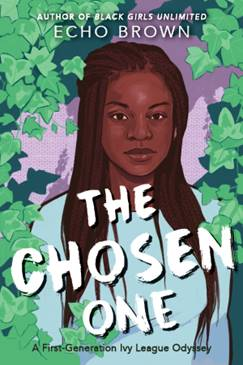 AUTHOR OF BLACK GIRLS UNLIMITED
ECHO BROWN
THE
CHOSEN
ONE
A First-Generation Ivy League Odyssey